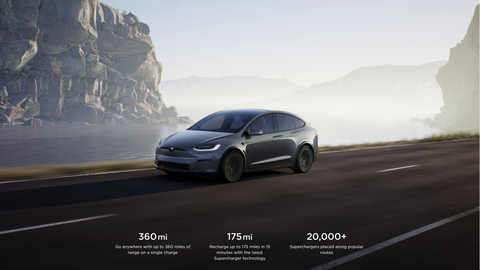 360 mi
Go anywhere with up to 360 miles of
range on a single charge
175 mi
Recharge up to 175 miles in 15
minutes with the latest
Supercharger technology
20,000+
Superchargers placed along popular
routes